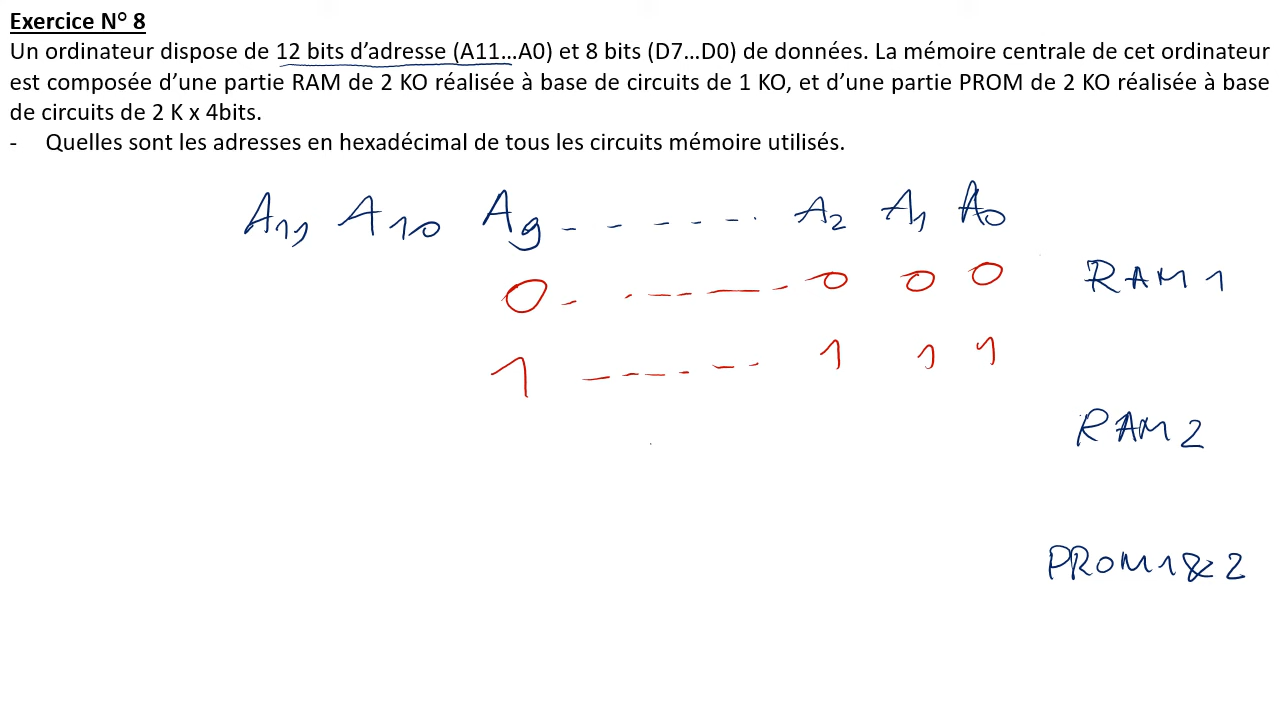 Exercice N° 8
Un ordinateur dispose de 12 bits d’adresse (A11…A0) et 8 bits (D7…D0) de données. La mémoire centrale de cet ordinateur
est composée d’une partie RAM de 2 KO réalisée à base de circuits de 1 KO, et d’une partie PROM de 2 KO réalisée à base
de circuits de 2 K x 4bits.
- Quelles sont les adresses en hexadécimal de tous les circuits mémoire utilisés.
A11 A10 A9 - - - - - - A2 A1 A0
0 - - - - - - 0 0 0 RAM 1
1 - - - - - - 1 1 1
RAM 2
PROM 1 & 2